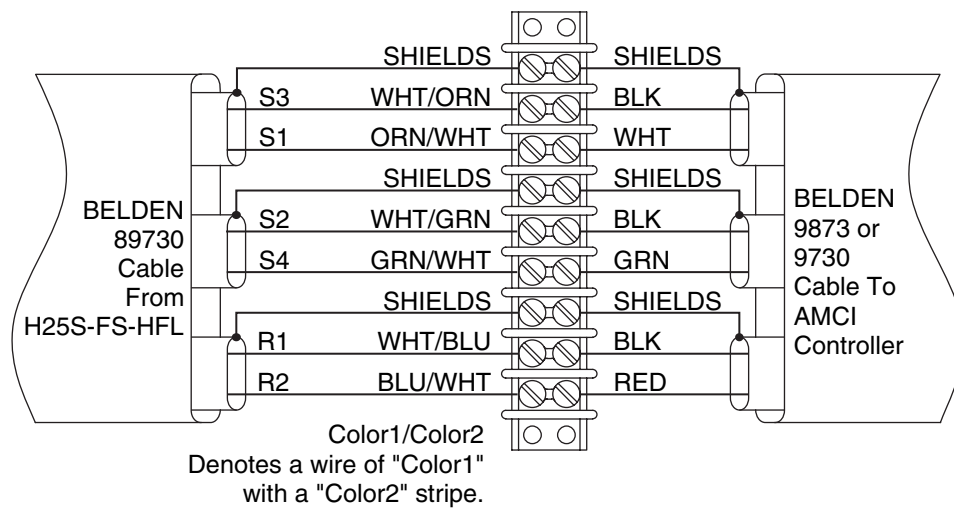 SHIELDS SHIELDS
S3 WHT/ORN BLK
S1 ORN/WHT WHT
SHIELDS SHIELDS
S2 WHT/GRN BLK
S4 GRN/WHT GRN
SHIELDS SHIELDS
R1 WHT/BLU BLK
R2 BLU/WHT RED
BELDEN
89730
Cable
From
H25S-FS-HFL
BELDEN
9873 or
9730
Cable To
AMCI
Controller
Color1/Color2
Denotes a wire of "Color1"
with a "Color2" stripe.